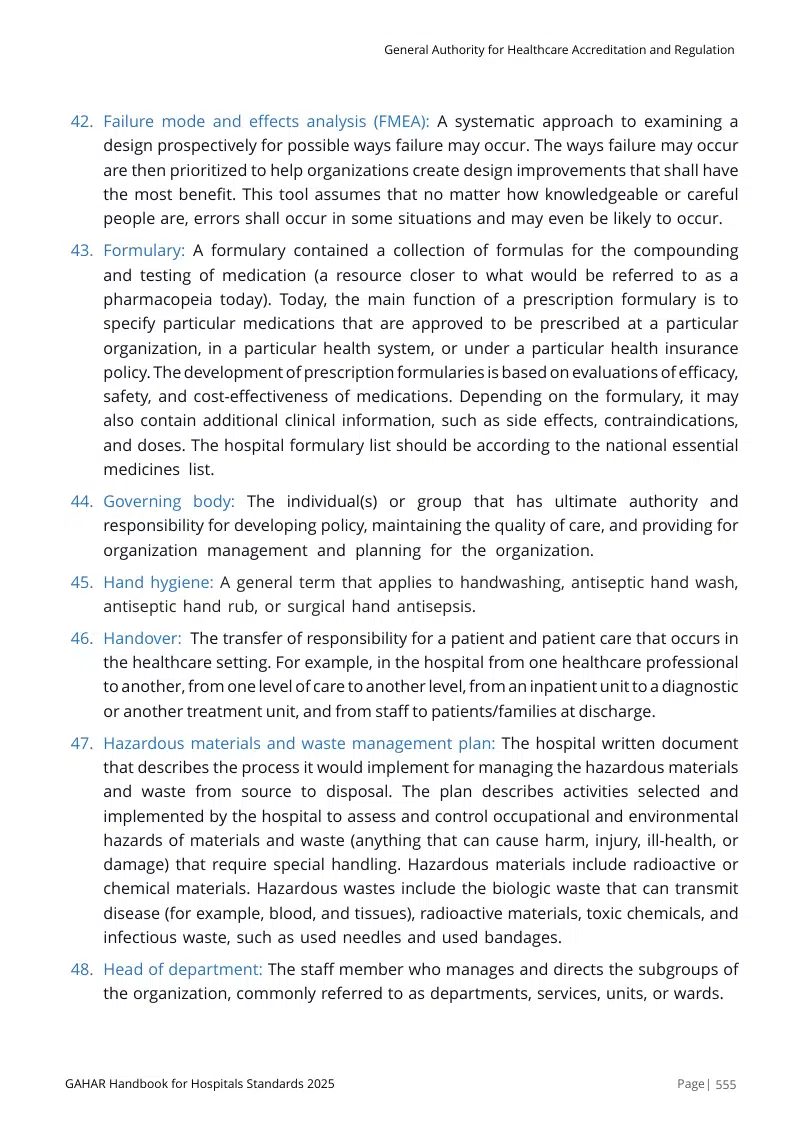 General Authority for Healthcare Accreditation and Regulation
42. Failure mode and effects analysis (FMEA): A systematic approach to examining a
design prospectively for possible ways failure may occur. The ways failure may occur
are then prioritized to help organizations create design improvements that shall have
the most benefit. This tool assumes that no matter how knowledgeable or careful
people are, errors shall occur in some situations and may even be likely to occur.
43. Formulary: A formulary contained a collection of formulas for the compounding
and testing of medication (a resource closer to what would be referred to as a
pharmacopeia today). Today, the main function of a prescription formulary is to
specify particular medications that are approved to be prescribed at a particular
organization, in a particular health system, or under a particular health insurance
policy. The development of prescription formularies is based on evaluations of efficacy,
safety, and cost-effectiveness of medications. Depending on the formulary, it may
also contain additional clinical information, such as side effects, contraindications,
and doses. The hospital formulary list should be according to the national essential
medicines list.
44. Governing body: The individual(s) or group that has ultimate authority and
responsibility for developing policy, maintaining the quality of care, and providing for
organization management and planning for the organization.
45. Hand hygiene: A general term that applies to handwashing, antiseptic hand wash,
antiseptic hand rub, or surgical hand antisepsis.
46. Handover: The transfer of responsibility for a patient and patient care that occurs in
the healthcare setting. For example, in the hospital from one healthcare professional
to another, from one level of care to another level, from an inpatient unit to a diagnostic
or another treatment unit, and from staff to patients/families at discharge.
47. Hazardous materials and waste management plan: The hospital written document
that describes the process it would implement for managing the hazardous materials
and waste from source to disposal. The plan describes activities selected and
implemented by the hospital to assess and control occupational and environmental
hazards of materials and waste (anything that can cause harm, injury, ill-health, or
damage) that require special handling. Hazardous materials include radioactive or
chemical materials. Hazardous wastes include the biologic waste that can transmit
disease (for example, blood, and tissues), radioactive materials, toxic chemicals, and
infectious waste, such as used needles and used bandages.
48. Head of department: The staff member who manages and directs the subgroups of
the organization, commonly referred to as departments, services, units, or wards.
GAHAR Handbook for Hospitals Standards 2025
Page| 555